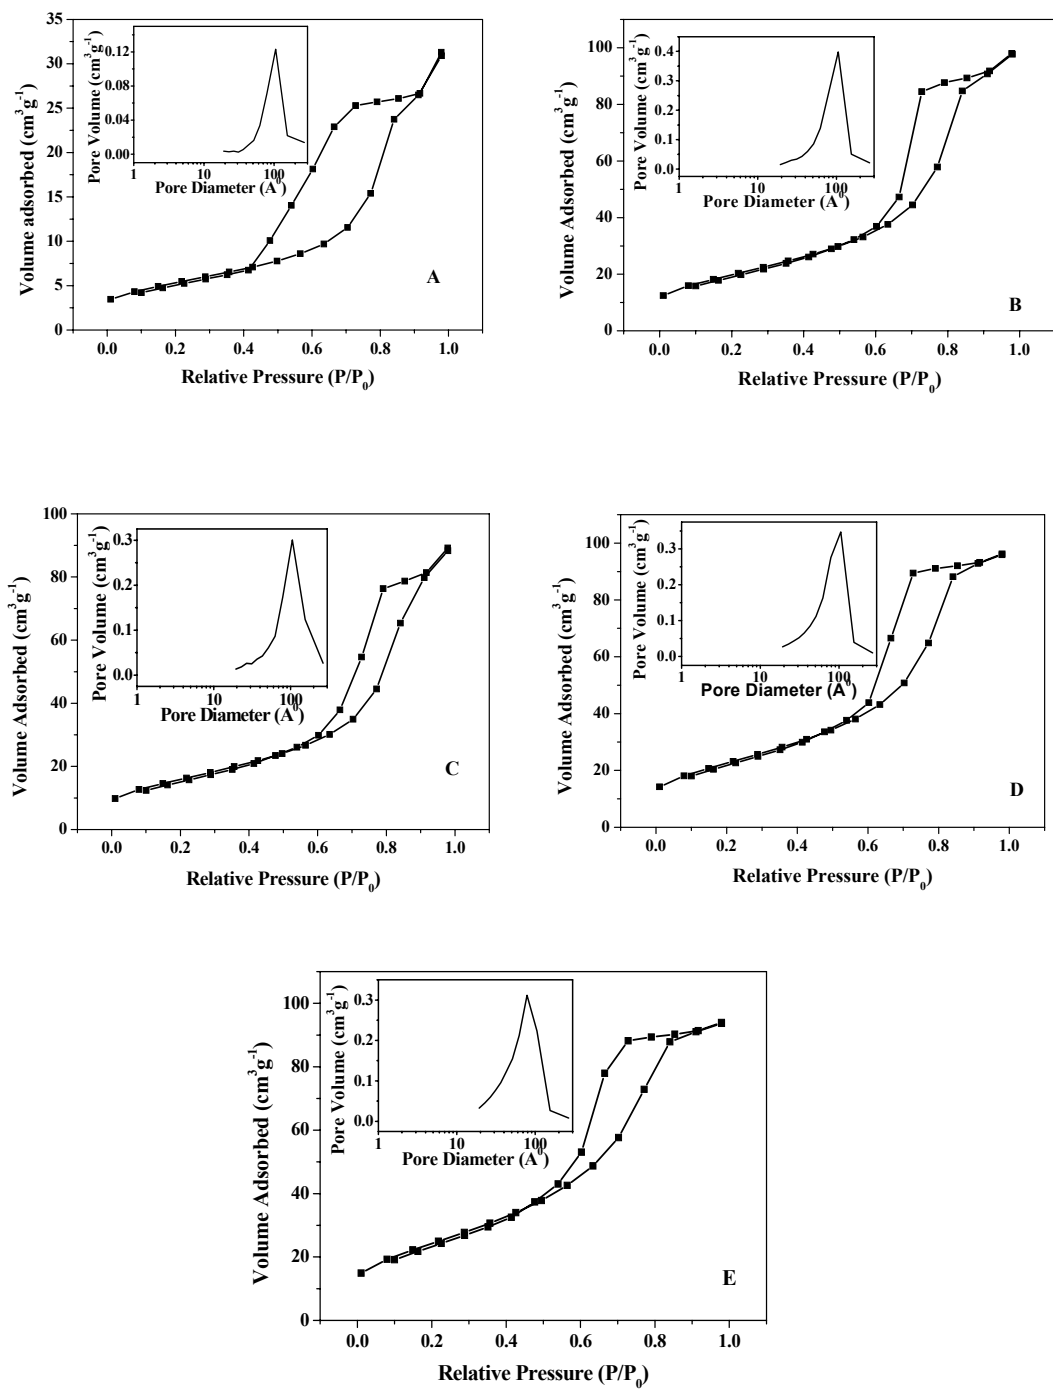 35
30
25
20
15
10
5
0
Volume adsorbed (cm³g⁻¹)
0.0 0.2 0.4 0.6 0.8 1.0
Relative Pressure (P/P₀)
A
0.12
0.08
0.04
0.00
Pore Volume (cm³g⁻¹)
1 10 100
Pore Diameter (A⁰)
100
80
60
40
20
0
Volume Adsorbed (cm³g⁻¹)
0.0 0.2 0.4 0.6 0.8 1.0
Relative Pressure (P/P₀)
B
0.4
0.3
0.2
0.1
0.0
Pore Volume (cm³g⁻¹)
1 10 100
Pore Diameter (A⁰)
100
80
60
40
20
0
Volume Adsorbed (cm³g⁻¹)
0.0 0.2 0.4 0.6 0.8 1.0
Relative Pressure (P/P₀)
C
0.3
0.2
0.1
0.0
Pore Volume (cm³g⁻¹)
1 10 100
Pore Diameter (A⁰)
100
80
60
40
20
0
Volume Adsorbed (cm³g⁻¹)
0.0 0.2 0.4 0.6 0.8 1.0
Relative Pressure (P/P₀)
D
0.3
0.2
0.1
0.0
Pore Volume (cm³g⁻¹)
1 10 100
Pore Diameter (A⁰)
100
80
60
40
20
0
Volume Adsorbed (cm³g⁻¹)
0.0 0.2 0.4 0.6 0.8 1.0
Relative Pressure (P/P₀)
E
0.3
0.2
0.1
0.0
Pore Volume (cm³g⁻¹)
1 10 100
Pore Diameter (A⁰)